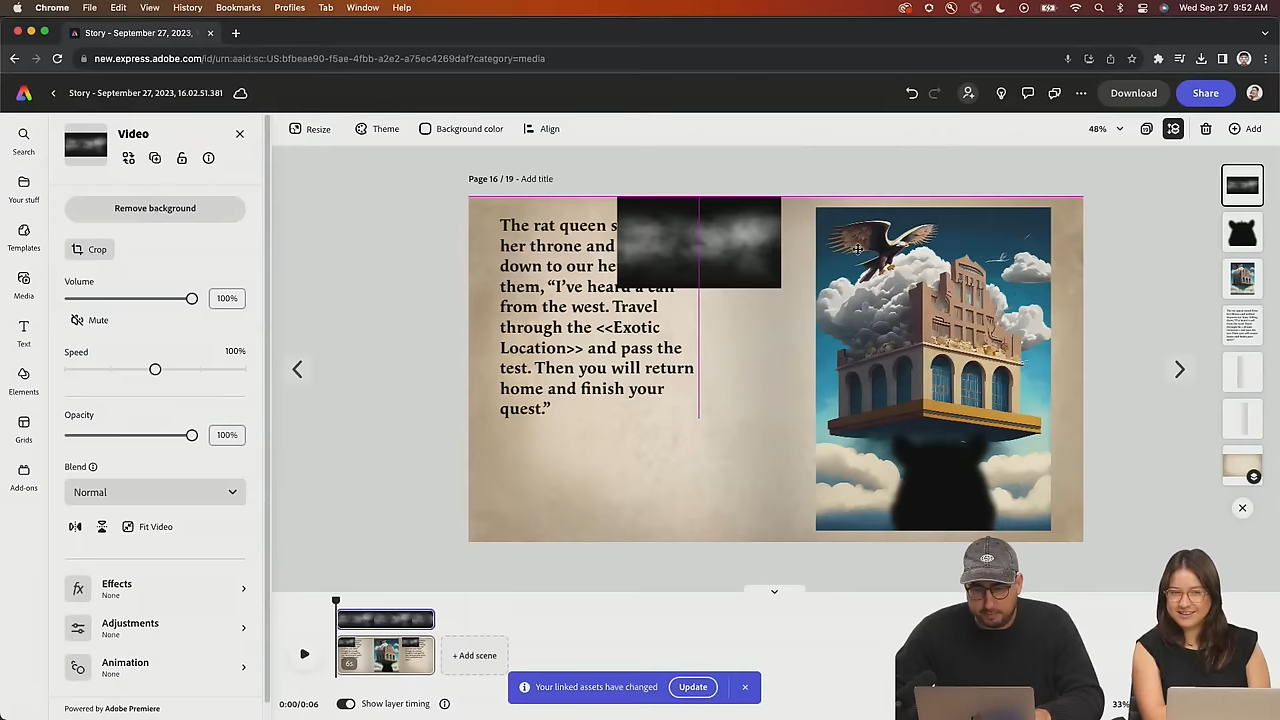 Chrome File Edit View History Bookmarks Profiles Tab Window Help Wed Sep 27 9:52 AM
Story - September 27, 2023,
new.express.adobe.com/id/urn:aaid:sc:US:bfbeae90-f5ae-4fbb-a2e2-a75ec4269daf?category=media
Story - September 27, 2023, 16.02.51.381 Download Share
Resize Theme Background color Align 48% Add
Search
Your stuff
Templates
Media
Text
Elements
Grids
Add-ons
Video
Remove background
Crop
Volume
100%
Mute
Speed 100%
Opacity
100%
Blend
Normal
Fit Video
Effects
None
Adjustments
None
Animation
None
Powered by Adobe Premiere
Page 16 / 19 - Add title
The rat queen s
her throne and
down to our he
them, “I’ve heard a call
from the west. Travel
through the <<Exotic
Location>> and pass the
test. Then you will return
home and finish your
quest.”
6s
+ Add scene
Your linked assets have changed Update
0:00/0:06 Show layer timing
33%